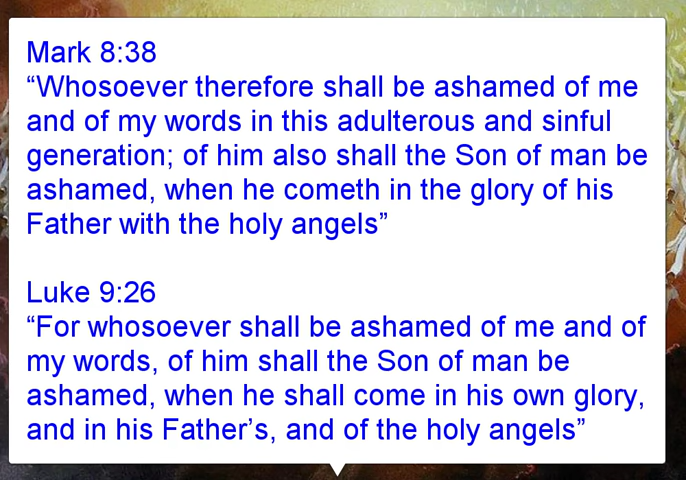 Mark 8:38
“Whosoever therefore shall be ashamed of me
and of my words in this adulterous and sinful
generation; of him also shall the Son of man be
ashamed, when he cometh in the glory of his
Father with the holy angels”
Luke 9:26
“For whosoever shall be ashamed of me and of
my words, of him shall the Son of man be
ashamed, when he shall come in his own glory,
and in his Father’s, and of the holy angels”